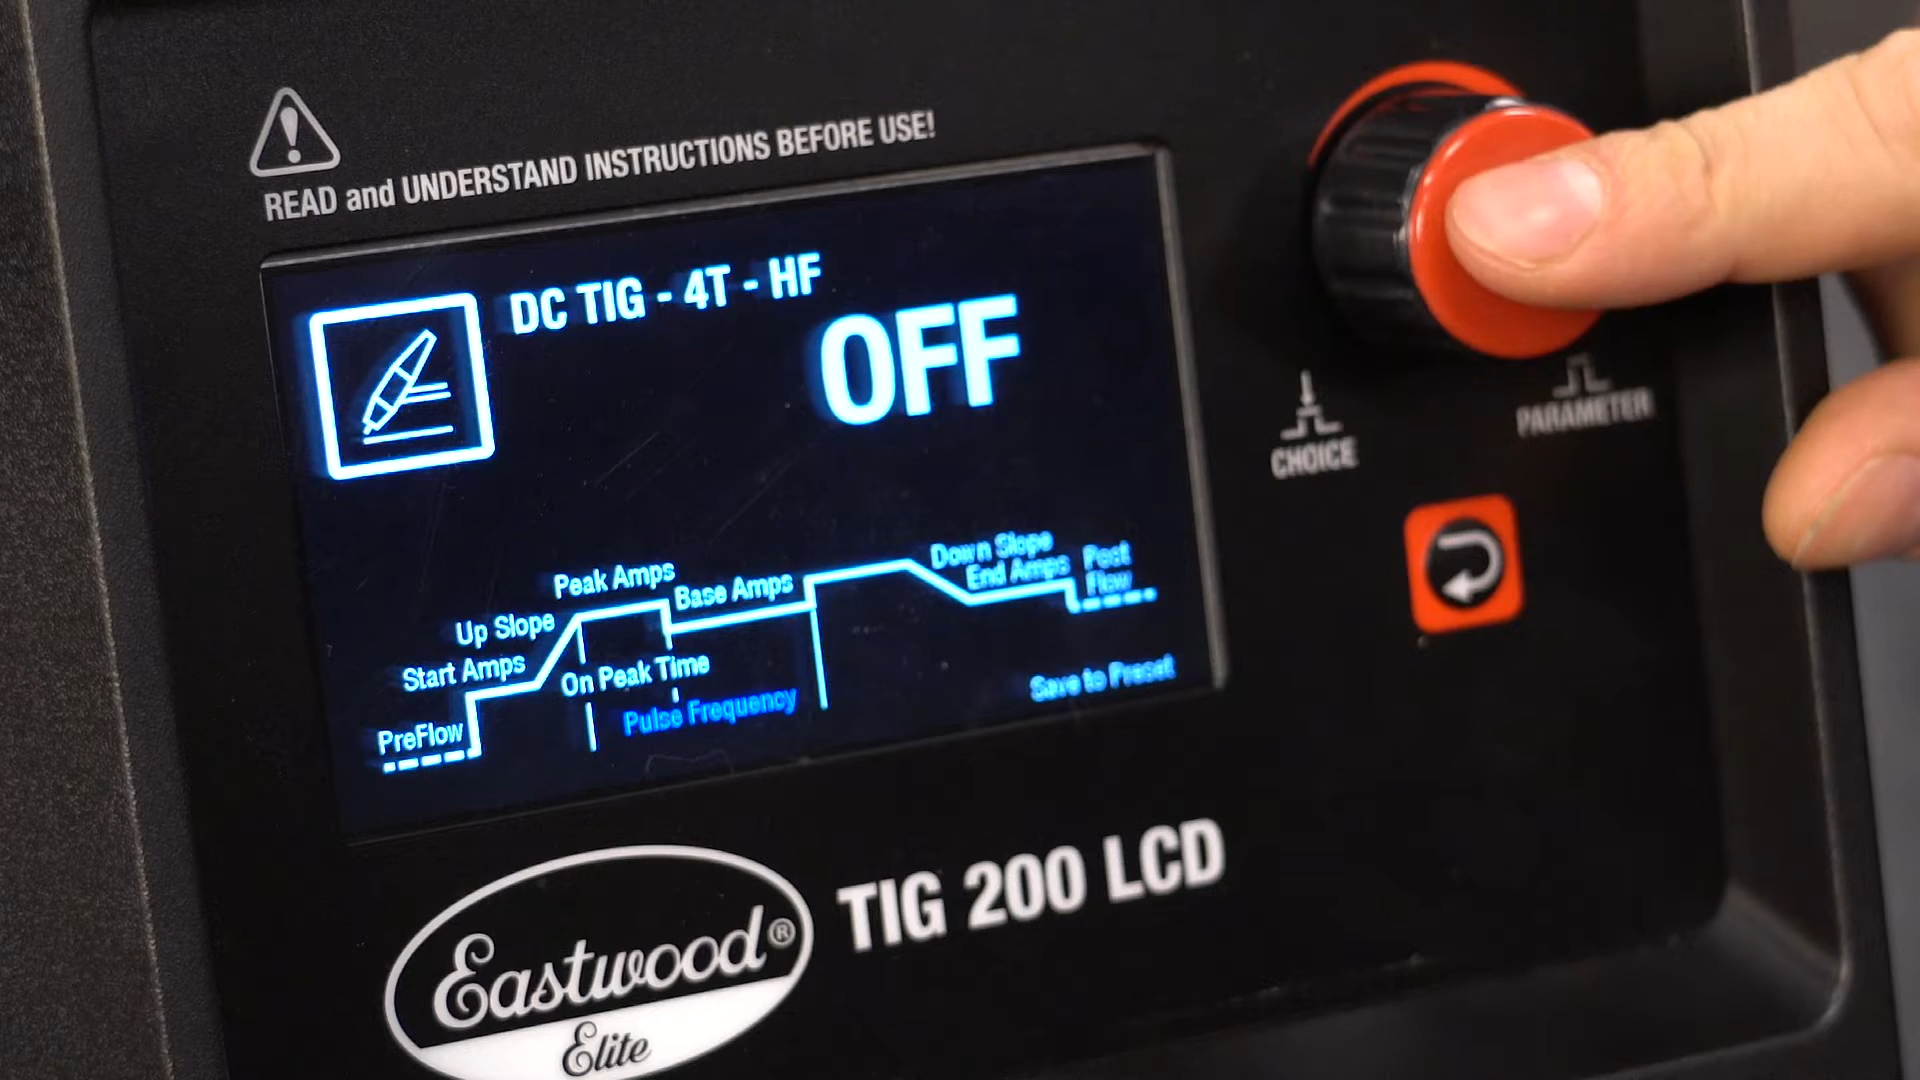 READ and UNDERSTAND INSTRUCTIONS BEFORE USE!
DC TIG - 4T - HF
OFF
Peak Amps
Base Amps
Down Slope
End Amps
Post
Flow
Up Slope
Start Amps
On Peak Time
PreFlow
Pulse Frequency
Save to Preset
CHOICE
PARAMETER
Eastwood®
Elite
TIG 200 LCD